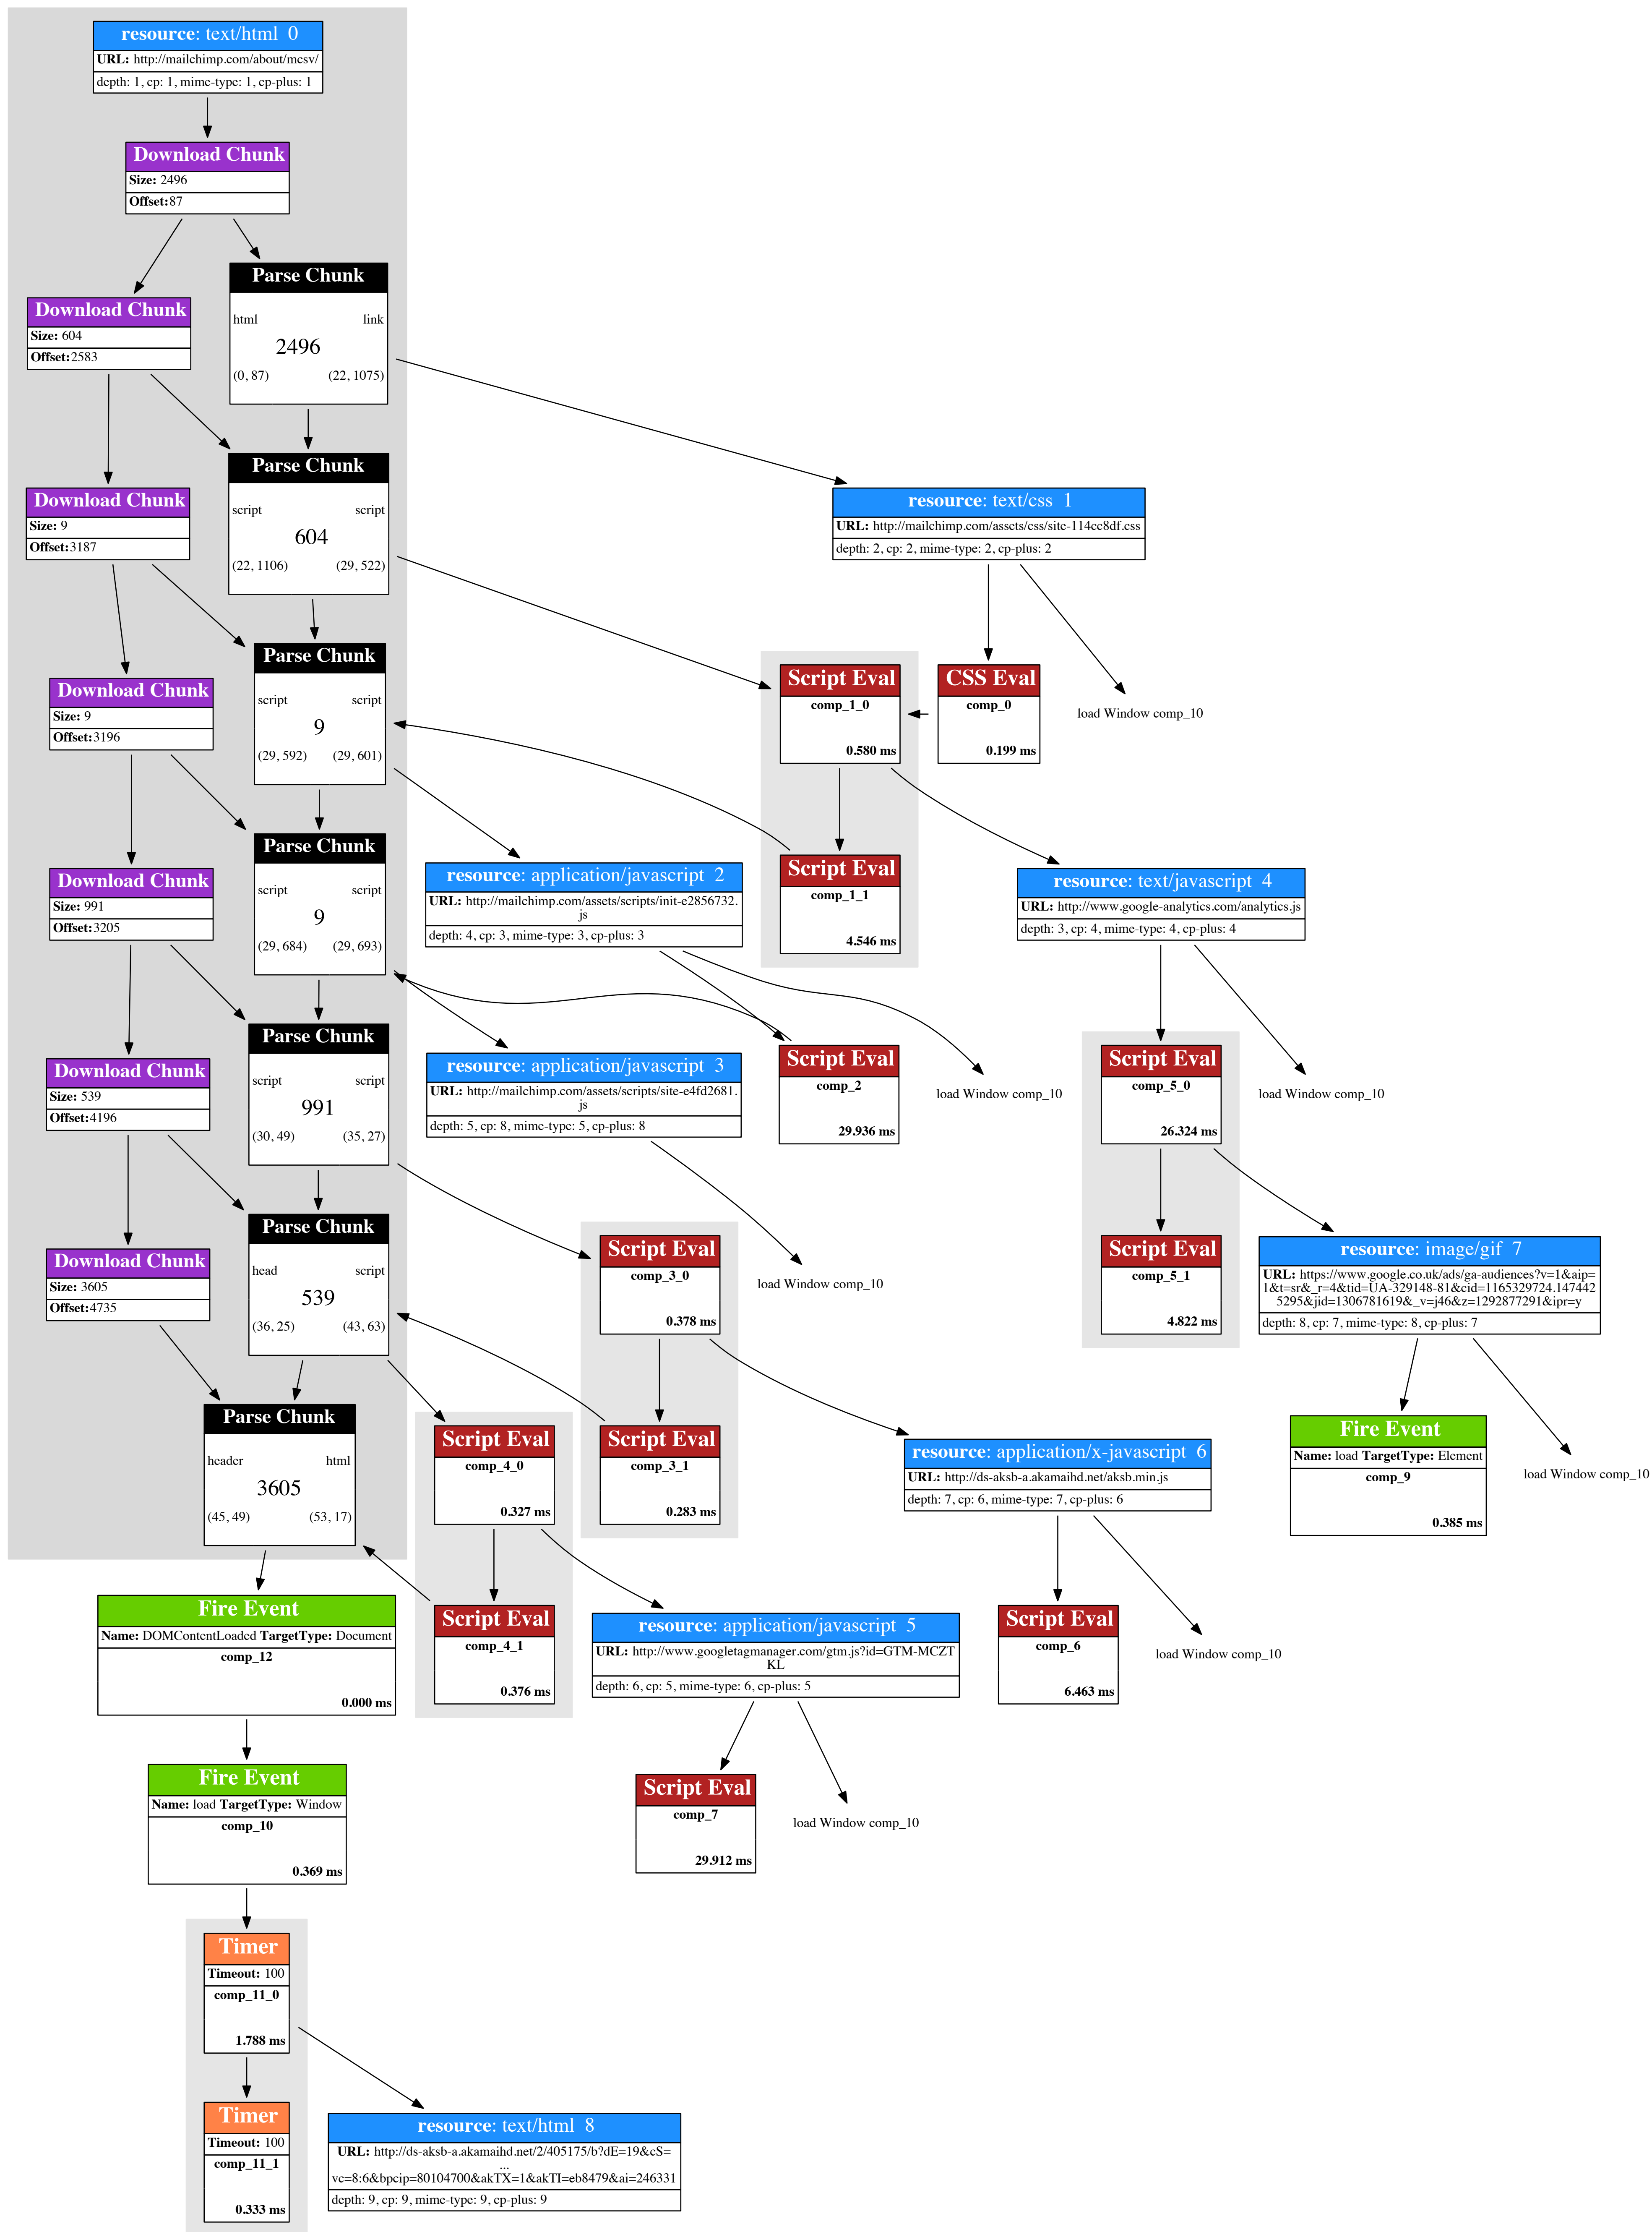 resource: text/html 0
URL: http://mailchimp.com/about/mcsv/
depth: 1, cp: 1, mime-type: 1, cp-plus: 1
Download Chunk
Size: 2496
Offset:87
Parse Chunk
html link
2496
(0, 87) (22, 1075)
Download Chunk
Size: 604
Offset:2583
Parse Chunk
script script
604
(22, 1106) (29, 522)
Download Chunk
Size: 9
Offset:3187
resource: text/css 1
URL: http://mailchimp.com/assets/css/site-114cc8df.css
depth: 2, cp: 2, mime-type: 2, cp-plus: 2
Parse Chunk
script script
9
(29, 592) (29, 601)
Download Chunk
Size: 9
Offset:3196
Script Eval
comp_1_0
0.580 ms
CSS Eval
comp_0
0.199 ms
load Window comp_10
Parse Chunk
script script
9
(29, 684) (29, 693)
Download Chunk
Size: 991
Offset:3205
resource: application/javascript 2
URL: http://mailchimp.com/assets/scripts/init-e2856732.
js
depth: 4, cp: 3, mime-type: 3, cp-plus: 3
Script Eval
comp_1_1
4.546 ms
resource: text/javascript 4
URL: http://www.google-analytics.com/analytics.js
depth: 3, cp: 4, mime-type: 4, cp-plus: 4
Parse Chunk
script script
991
(30, 49) (35, 27)
Download Chunk
Size: 539
Offset:4196
resource: application/javascript 3
URL: http://mailchimp.com/assets/scripts/site-e4fd2681.
js
depth: 5, cp: 8, mime-type: 5, cp-plus: 8
Script Eval
comp_2
29.936 ms
load Window comp_10
Script Eval
comp_5_0
26.324 ms
load Window comp_10
Parse Chunk
head script
539
(36, 25) (43, 63)
Download Chunk
Size: 3605
Offset:4735
Script Eval
comp_3_0
0.378 ms
load Window comp_10
Script Eval
comp_5_1
4.822 ms
resource: image/gif 7
URL: https://www.google.co.uk/ads/ga-audiences?v=1&aip=
1&t=sr&_r=4&tid=UA-329148-81&cid=1165329724.147442
5295&jid=1306781619&_v=j46&z=1292877291&ipr=y
depth: 8, cp: 7, mime-type: 8, cp-plus: 7
Parse Chunk
header html
3605
(45, 49) (53, 17)
Script Eval
comp_4_0
0.327 ms
Script Eval
comp_3_1
0.283 ms
resource: application/x-javascript 6
URL: http://ds-aksb-a.akamaihd.net/aksb.min.js
depth: 7, cp: 6, mime-type: 7, cp-plus: 6
Fire Event
Name: load TargetType: Element
comp_9
0.385 ms
load Window comp_10
Fire Event
Name: DOMContentLoaded TargetType: Document
comp_12
0.000 ms
Script Eval
comp_4_1
0.376 ms
resource: application/javascript 5
URL: http://www.googletagmanager.com/gtm.js?id=GTM-MCZT
KL
depth: 6, cp: 5, mime-type: 6, cp-plus: 5
Script Eval
comp_6
6.463 ms
load Window comp_10
Fire Event
Name: load TargetType: Window
comp_10
0.369 ms
Script Eval
comp_7
29.912 ms
load Window comp_10
Timer
Timeout: 100
comp_11_0
1.788 ms
Timer
Timeout: 100
comp_11_1
0.333 ms
resource: text/html 8
URL: http://ds-aksb-a.akamaihd.net/2/405175/b?dE=19&cS=
...
vc=8:6&bpcip=80104700&akTX=1&akTI=eb8479&ai=246331
depth: 9, cp: 9, mime-type: 9, cp-plus: 9